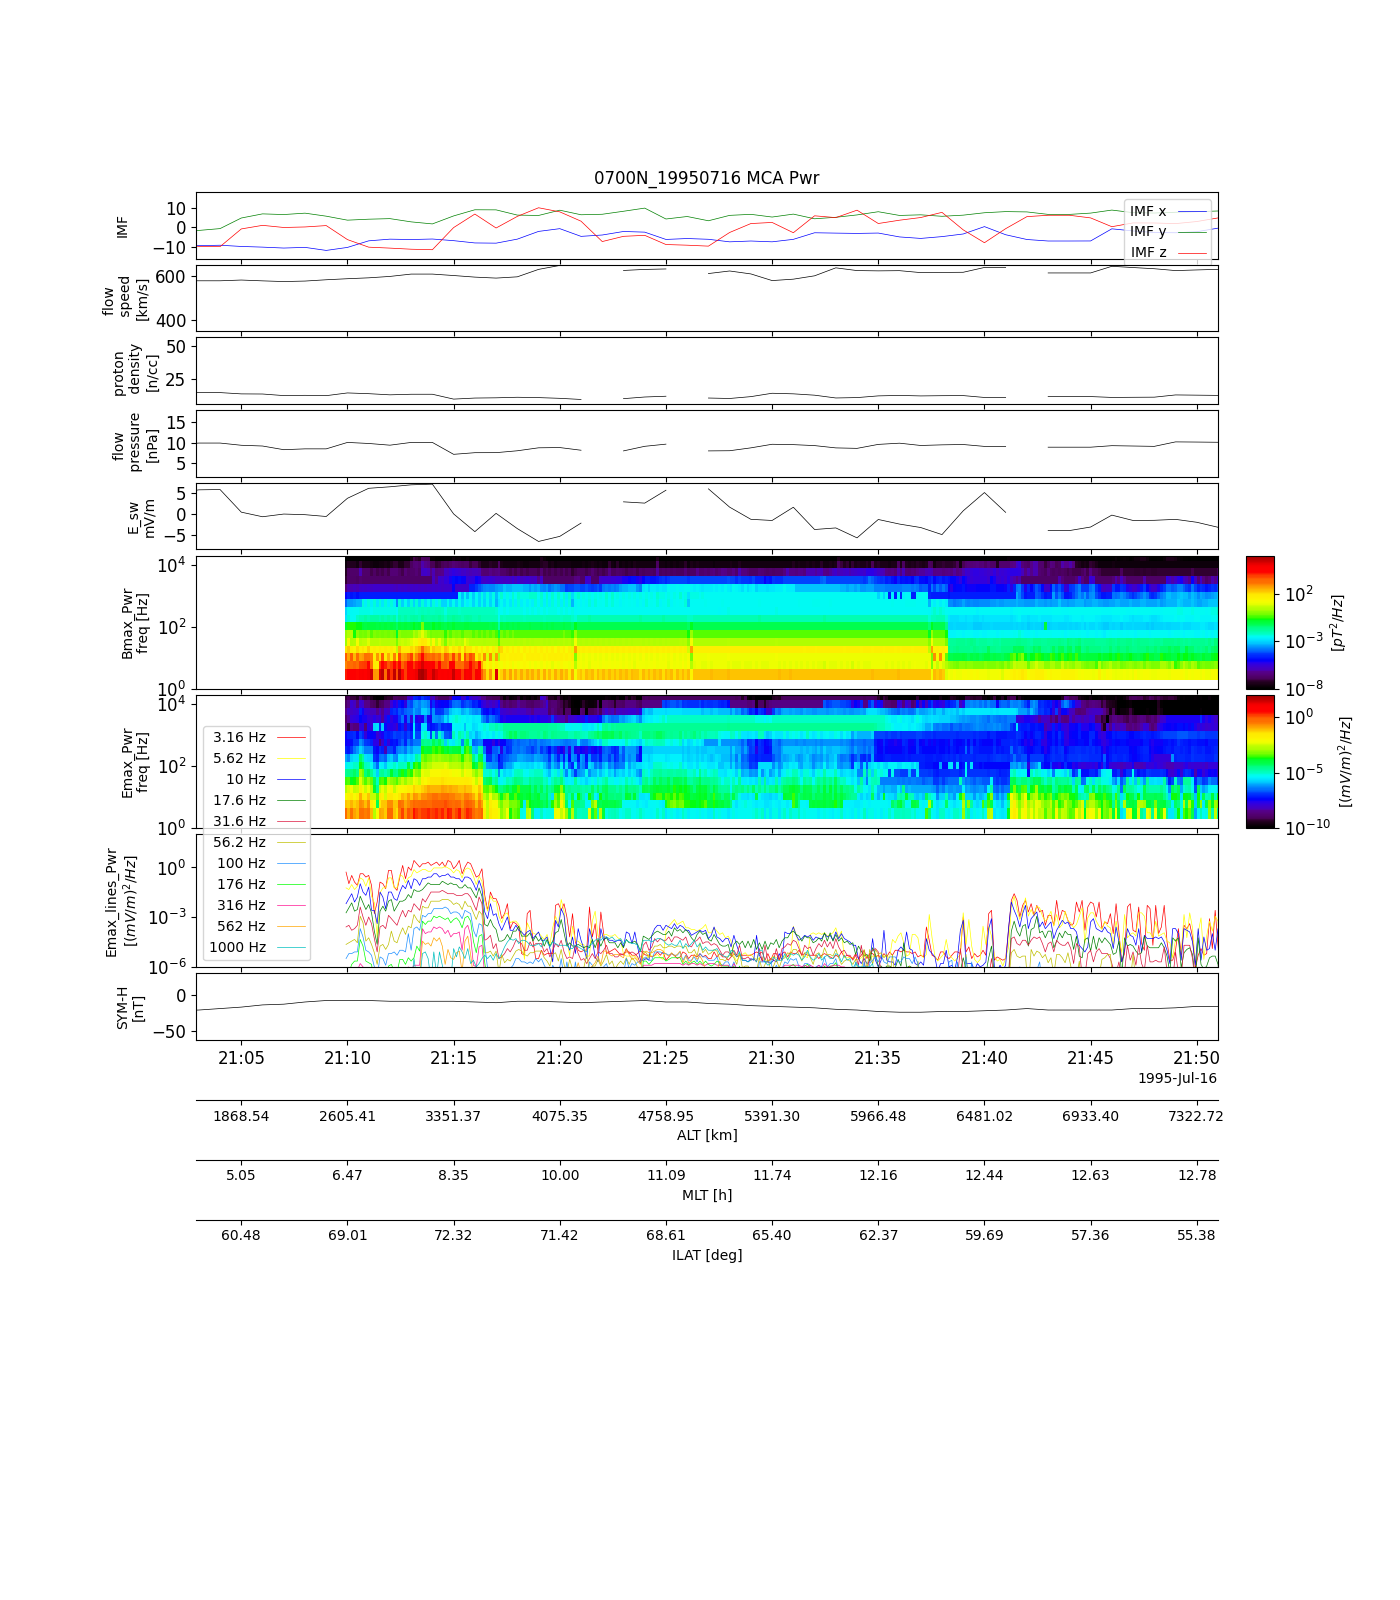 0700N_19950716 MCA Pwr
IMF
10
0
−10
IMF x
IMF y
IMF z
flow
speed
[km/s]
600
400
proton
density
[n/cc]
50
25
flow
pressure
[nPa]
15
10
5
E_sw
mV/m
5
0
−5
Bmax_Pwr
freq [Hz]
10^4
10^2
10^0
10^2
10^−3
10^−8
[pT^2/Hz]
Emax_Pwr
freq [Hz]
10^4
10^2
10^0
10^0
10^−5
10^−10
[(mV/m)^2/Hz]
3.16 Hz
5.62 Hz
10 Hz
17.6 Hz
31.6 Hz
56.2 Hz
100 Hz
176 Hz
316 Hz
562 Hz
1000 Hz
Emax_lines_Pwr
[(mV/m)^2/Hz]
10^0
10^−3
10^−6
SYM-H
[nT]
0
−50
21:05 21:10 21:15 21:20 21:25 21:30 21:35 21:40 21:45 21:50
1995-Jul-16
1868.54 2605.41 3351.37 4075.35 4758.95 5391.30 5966.48 6481.02 6933.40 7322.72
ALT [km]
5.05 6.47 8.35 10.00 11.09 11.74 12.16 12.44 12.63 12.78
MLT [h]
60.48 69.01 72.32 71.42 68.61 65.40 62.37 59.69 57.36 55.38
ILAT [deg]